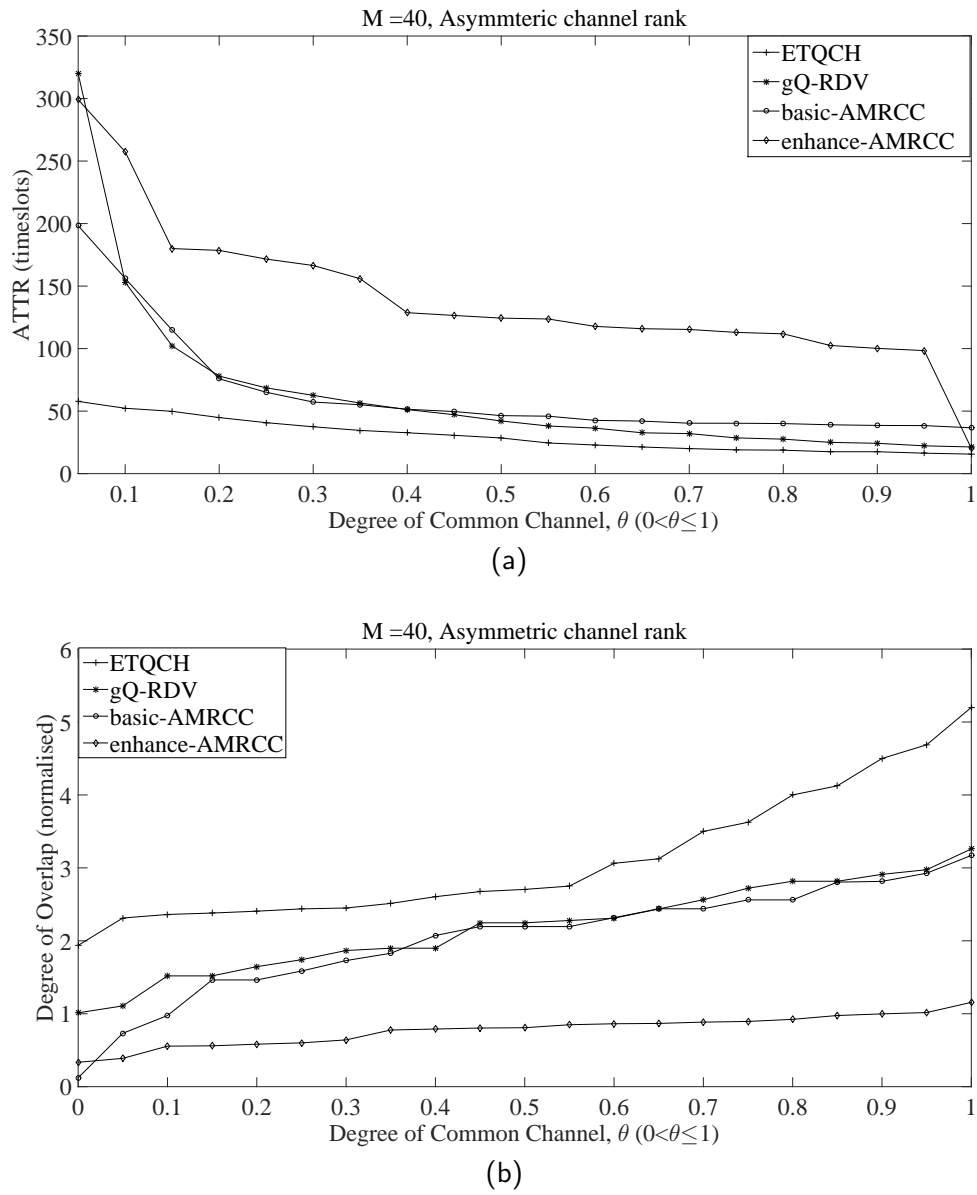 M =40, Asymmteric channel rank
350
300
250
200
150
100
50
0
ATTR (timeslots)
ETQCH
gQ-RDV
basic-AMRCC
enhance-AMRCC
0.1 0.2 0.3 0.4 0.5 0.6 0.7 0.8 0.9 1
Degree of Common Channel, θ (0<θ≤1)
(a)
M =40, Asymmetric channel rank
6
5
4
3
2
1
0
Degree of Overlap (normalised)
ETQCH
gQ-RDV
basic-AMRCC
enhance-AMRCC
0 0.1 0.2 0.3 0.4 0.5 0.6 0.7 0.8 0.9 1
Degree of Common Channel, θ (0<θ≤1)
(b)